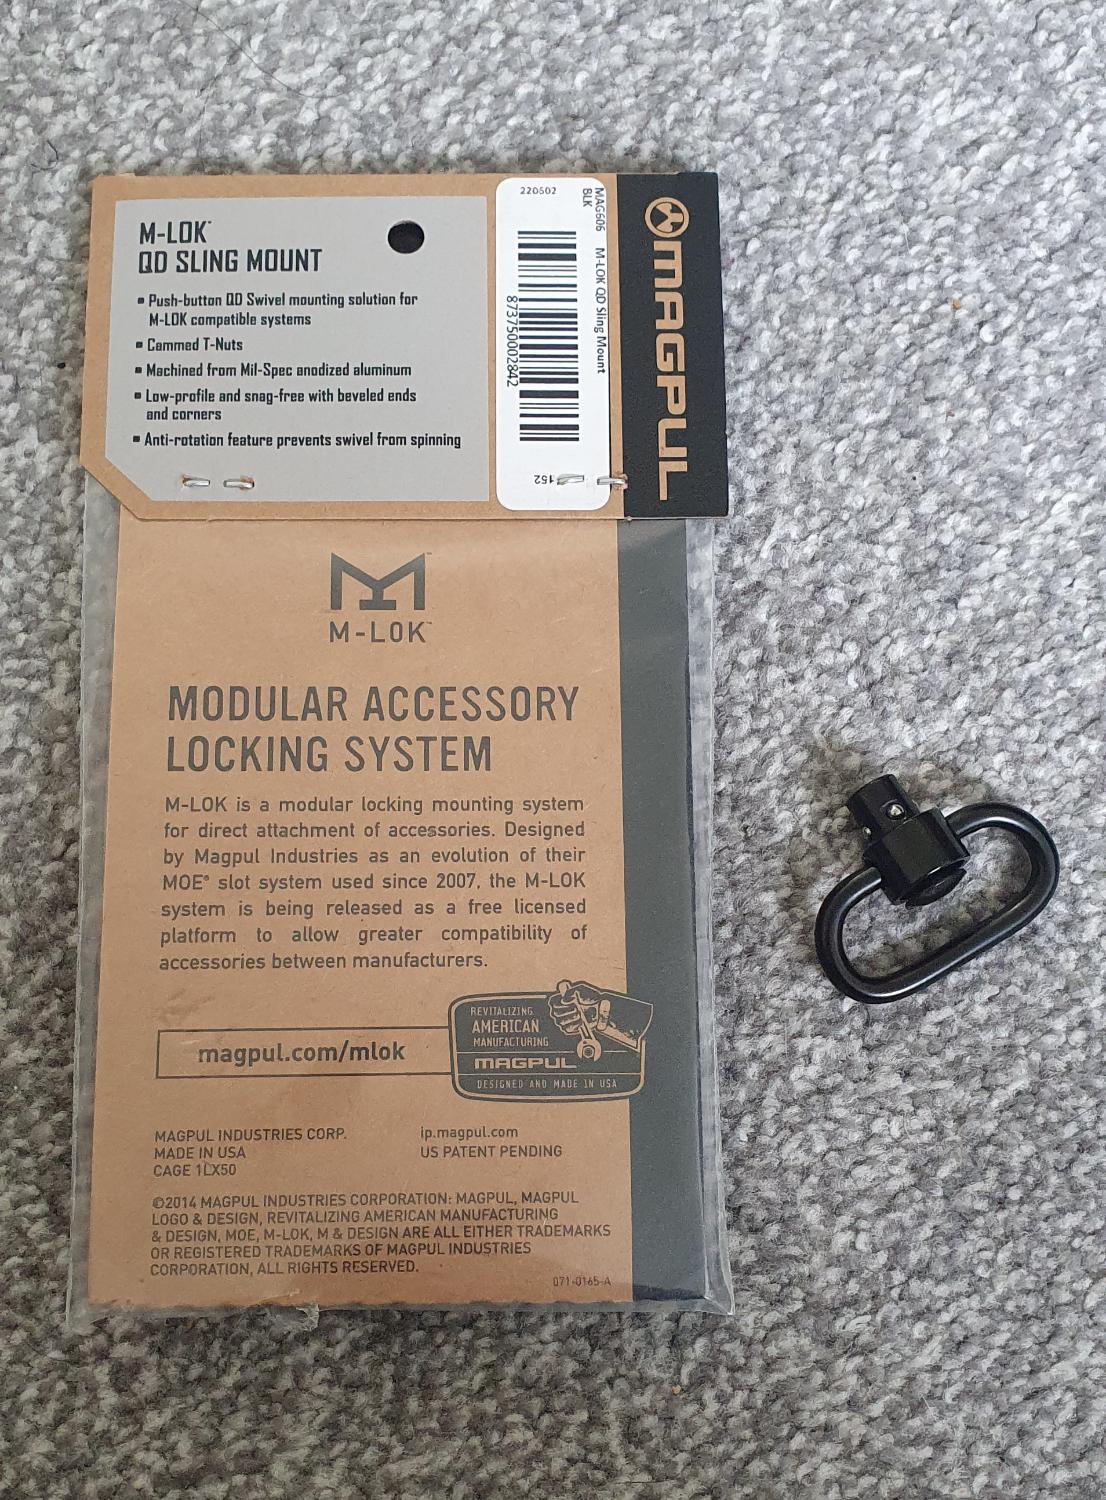 M-LOK™
QD SLING MOUNT
▪ Push-button QD Swivel mounting solution for
M-LOK compatible systems
▪ Cammed T-Nuts
▪ Machined from Mil-Spec anodized aluminum
▪ Low-profile and snag-free with beveled ends
and corners
▪ Anti-rotation feature prevents swivel from spinning
220502
MAG606 M-LOK QD Sling Mount
BLK
873750002842
152
MAGPUL
M-LOK™
MODULAR ACCESSORY
LOCKING SYSTEM
M-LOK is a modular locking mounting system
for direct attachment of accessories. Designed
by Magpul Industries as an evolution of their
MOE® slot system used since 2007, the M-LOK
system is being released as a free licensed
platform to allow greater compatibility of
accessories between manufacturers.
magpul.com/mlok
REVITALIZING
AMERICAN
MANUFACTURING
MAGPUL
DESIGNED AND MADE IN USA
MAGPUL INDUSTRIES CORP.
MADE IN USA
CAGE 1LX50
ip.magpul.com
US PATENT PENDING
©2014 MAGPUL INDUSTRIES CORPORATION: MAGPUL, MAGPUL
LOGO & DESIGN, REVITALIZING AMERICAN MANUFACTURING
& DESIGN, MOE, M-LOK, M & DESIGN ARE ALL EITHER TRADEMARKS
OR REGISTERED TRADEMARKS OF MAGPUL INDUSTRIES
CORPORATION, ALL RIGHTS RESERVED.
071-0165-A